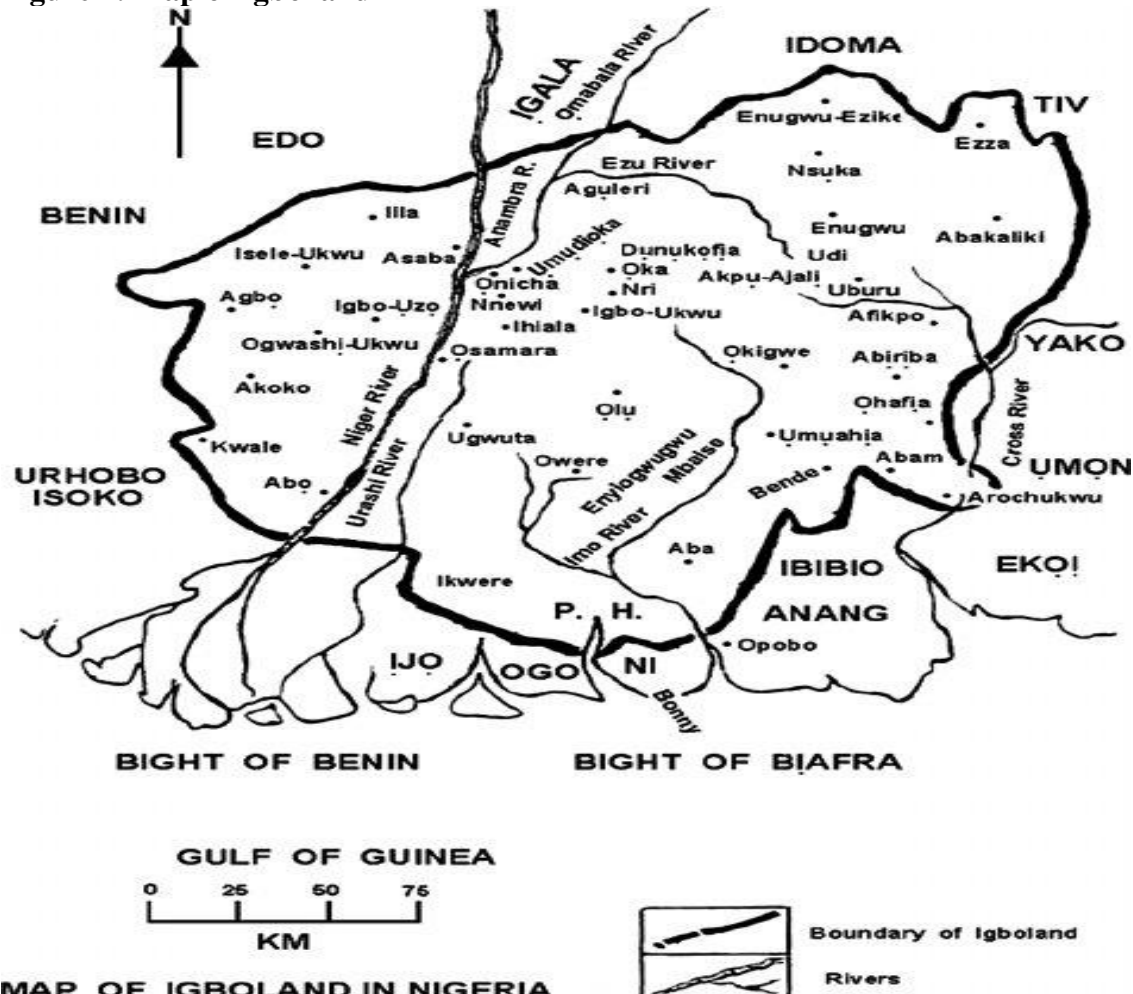 N
IDOMA
IGALA
Omabala River
TIV
Enugwu-Ezike
EDO
Ezza
Ezu River
Nsuka
Aguleri
Anambra R.
BENIN
Illa
Enugwu
Abakaliki
Umudioka
Dunukofia
Udi
Isele-Ukwu
Asaba
Oka
Akpu-Ajali
Onicha
Nri
Uburu
Agbo
Igbo-Uzo
Nnewi
Igbo-Ukwu
Afikpo
Ihiala
Ogwashi-Ukwu
Osamara
Okigwe
Abiriba
YAKO
Akoko
Niger River
Olu
Ohafia
Cross River
Kwale
Ugwuta
Umuahia
Owere
Enyiogwugwu
Mbaise
Abam
UMON
URHOBO
ISOKO
Abo
Urashi River
Bende
Arochukwu
Imo River
Aba
IBIBIO
EKOI
Ikwere
P. H.
ANANG
Opobo
IJO
OGO
NI
Bonny
BIGHT OF BENIN
BIGHT OF BIAFRA
GULF OF GUINEA
0 25 50 75
KM
Boundary of Igboland
Rivers
MAP OF IGBOLAND IN NIGERIA